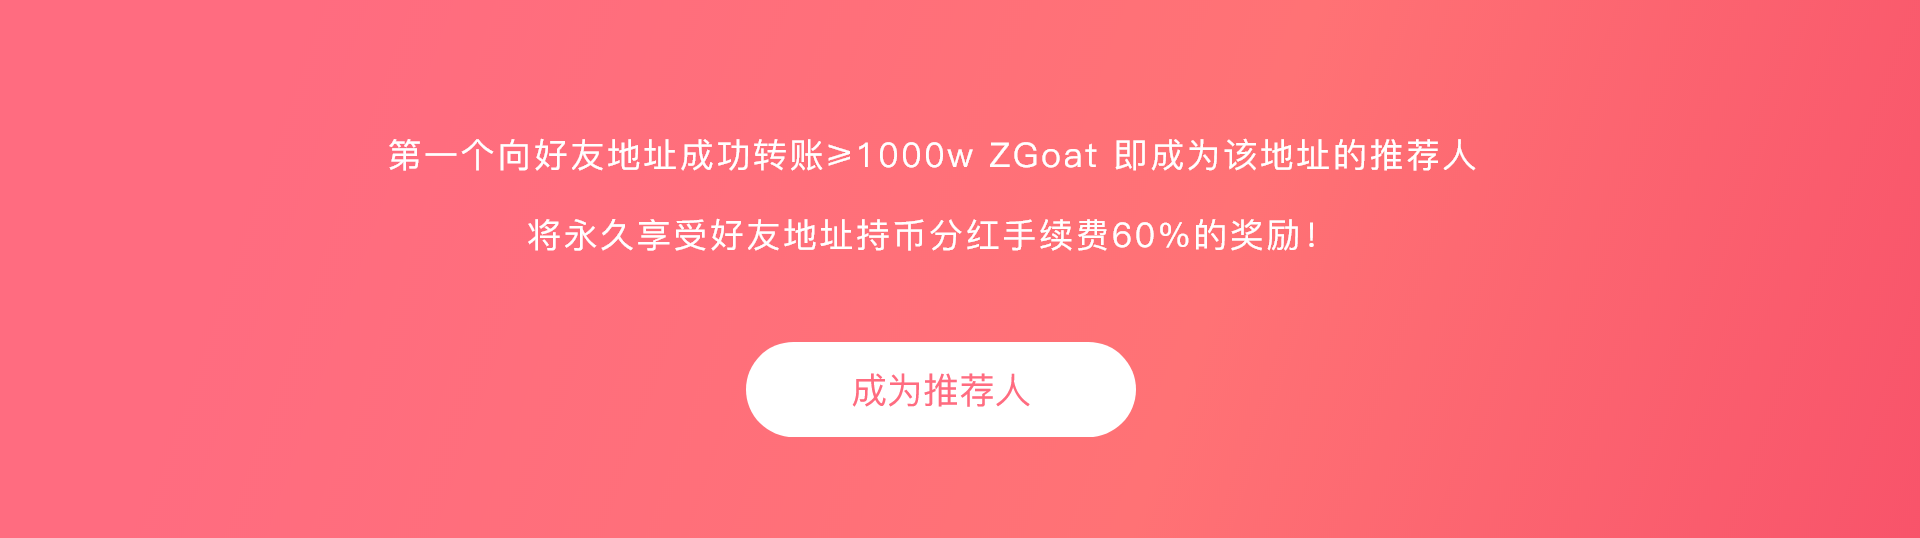 第一个向好友地址成功转账⩾1000w ZGoat 即成为该地址的推荐人
将永久享受好友地址持币分红手续费60%的奖励！
成为推荐人